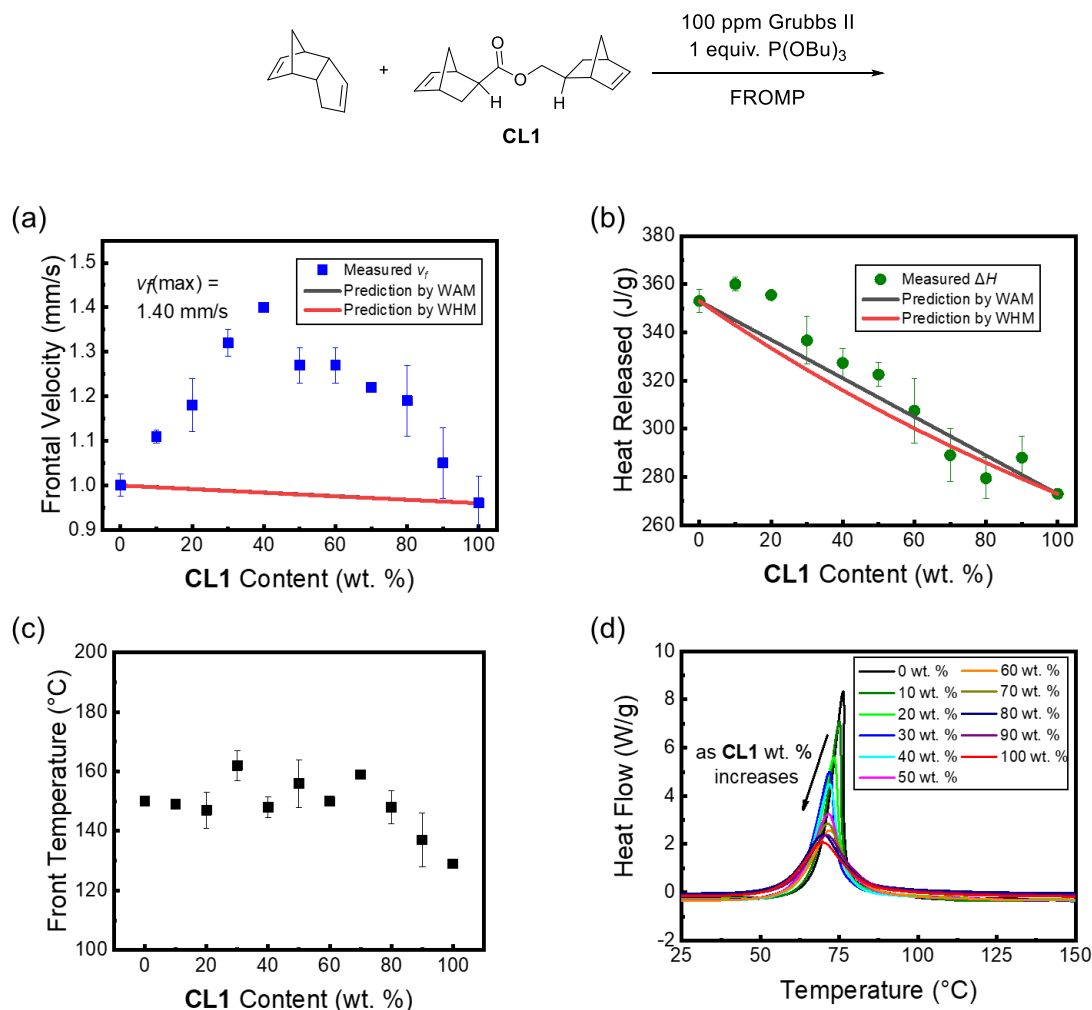 100 ppm Grubbs II
1 equiv. P(OBu)3
+
O
O
H
H
FROMP
CL1
(a)
Frontal Velocity (mm/s)
1.5
1.4
1.3
1.2
1.1
1.0
0.9
vf(max) =
1.40 mm/s
Measured vf
Prediction by WAM
Prediction by WHM
0 20 40 60 80 100
CL1 Content (wt. %)
(b)
Heat Released (J/g)
380
360
340
320
300
280
260
Measured ΔH
Prediction by WAM
Prediction by WHM
0 20 40 60 80 100
CL1 Content (wt. %)
(c)
Front Temperature (°C)
200
180
160
140
120
100
0 20 40 60 80 100
CL1 Content (wt. %)
(d)
Heat Flow (W/g)
10
8
6
4
2
0
-2
0 wt. % 60 wt. %
10 wt. % 70 wt. %
20 wt. % 80 wt. %
30 wt. % 90 wt. %
40 wt. % 100 wt. %
50 wt. %
as CL1 wt. %
increases
25 50 75 100 125 150
Temperature (°C)